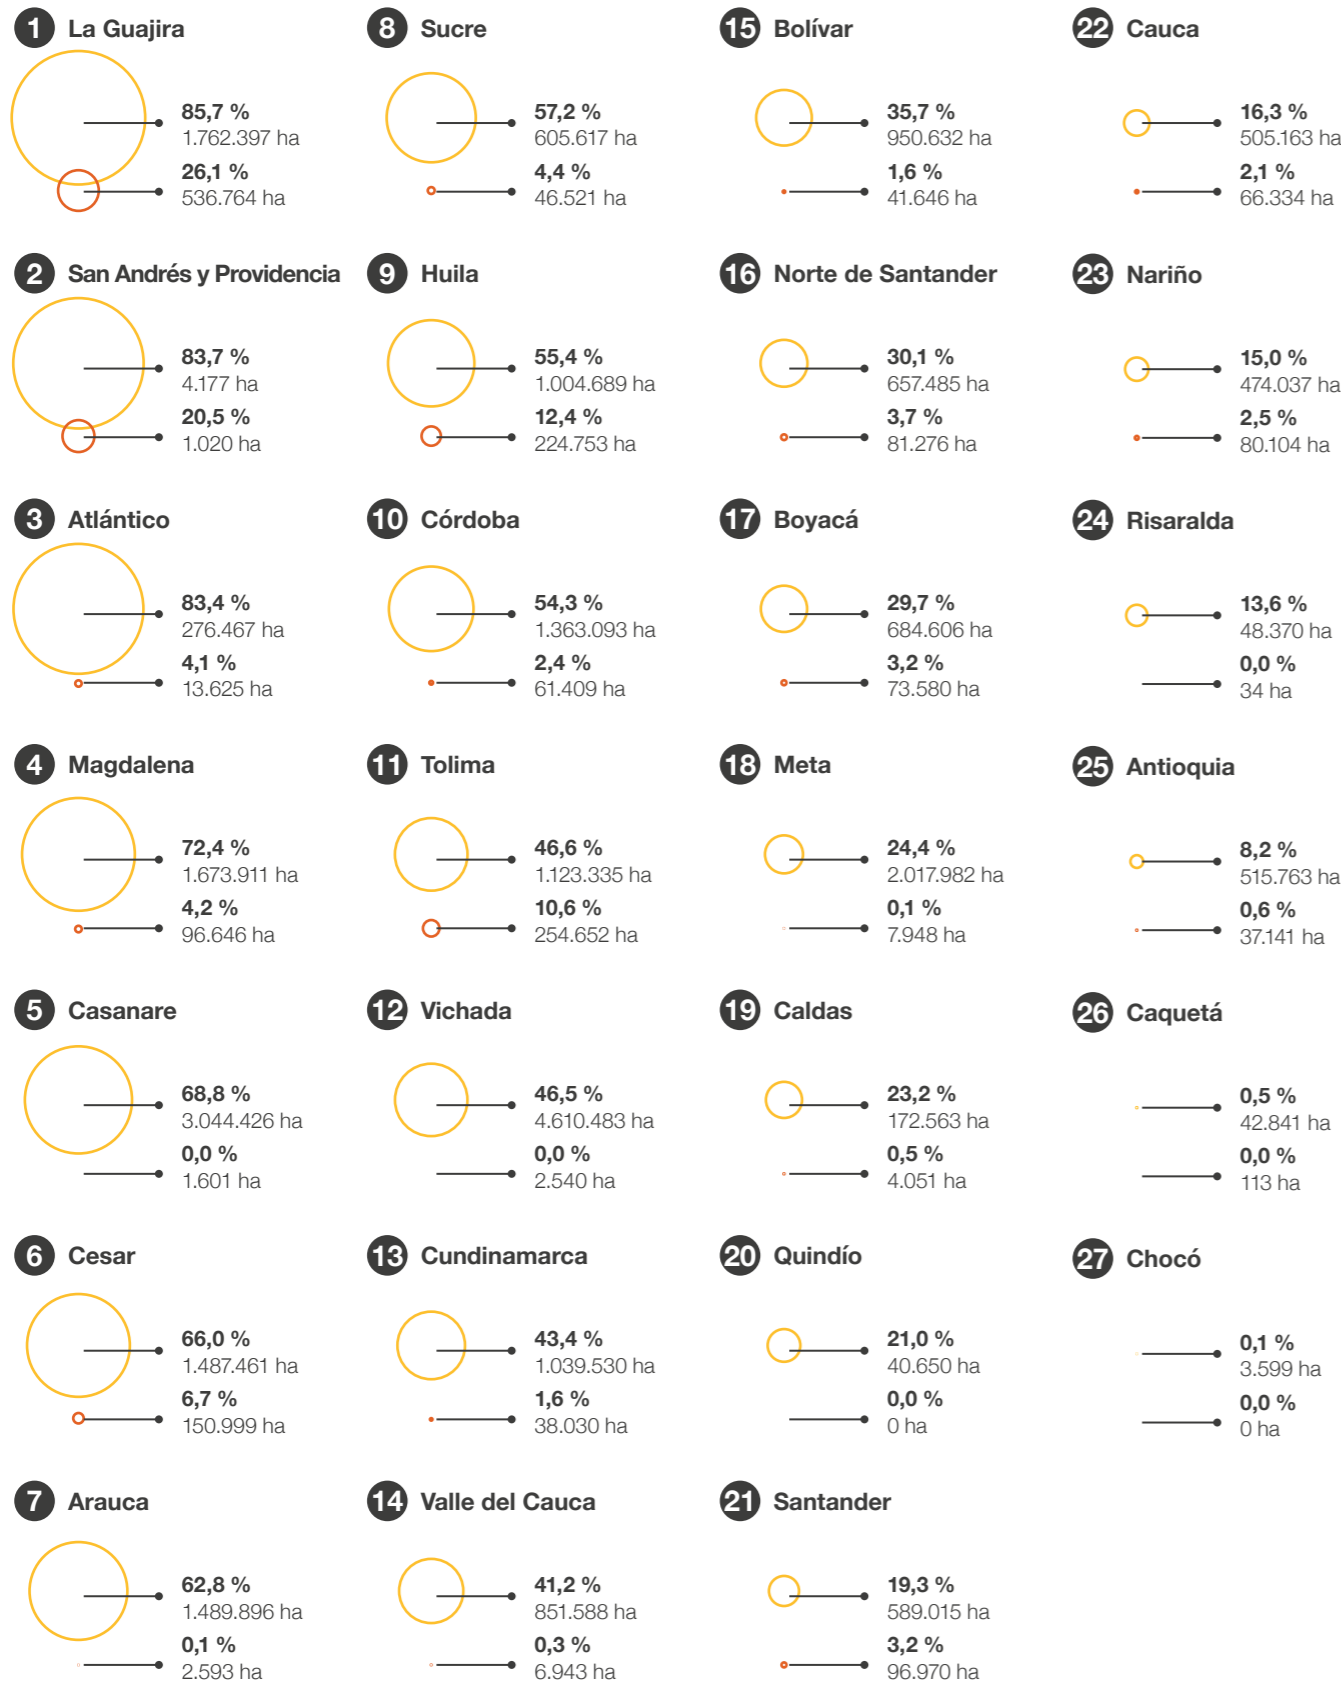 1 La Guajira
85,7 %
1.762.397 ha
26,1 %
536.764 ha
2 San Andrés y Providencia
83,7 %
4.177 ha
20,5 %
1.020 ha
3 Atlántico
83,4 %
276.467 ha
4,1 %
13.625 ha
4 Magdalena
72,4 %
1.673.911 ha
4,2 %
96.646 ha
5 Casanare
68,8 %
3.044.426 ha
0,0 %
1.601 ha
6 Cesar
66,0 %
1.487.461 ha
6,7 %
150.999 ha
7 Arauca
62,8 %
1.489.896 ha
0,1 %
2.593 ha
8 Sucre
57,2 %
605.617 ha
4,4 %
46.521 ha
9 Huila
55,4 %
1.004.689 ha
12,4 %
224.753 ha
10 Córdoba
54,3 %
1.363.093 ha
2,4 %
61.409 ha
11 Tolima
46,6 %
1.123.335 ha
10,6 %
254.652 ha
12 Vichada
46,5 %
4.610.483 ha
0,0 %
2.540 ha
13 Cundinamarca
43,4 %
1.039.530 ha
1,6 %
38.030 ha
14 Valle del Cauca
41,2 %
851.588 ha
0,3 %
6.943 ha
15 Bolívar
35,7 %
950.632 ha
1,6 %
41.646 ha
16 Norte de Santander
30,1 %
657.485 ha
3,7 %
81.276 ha
17 Boyacá
29,7 %
684.606 ha
3,2 %
73.580 ha
18 Meta
24,4 %
2.017.982 ha
0,1 %
7.948 ha
19 Caldas
23,2 %
172.563 ha
0,5 %
4.051 ha
20 Quindío
21,0 %
40.650 ha
0,0 %
0 ha
21 Santander
19,3 %
589.015 ha
3,2 %
96.970 ha
22 Cauca
16,3 %
505.163 ha
2,1 %
66.334 ha
23 Nariño
15,0 %
474.037 ha
2,5 %
80.104 ha
24 Risaralda
13,6 %
48.370 ha
0,0 %
34 ha
25 Antioquia
8,2 %
515.763 ha
0,6 %
37.141 ha
26 Caquetá
0,5 %
42.841 ha
0,0 %
113 ha
27 Chocó
0,1 %
3.599 ha
0,0 %
0 ha